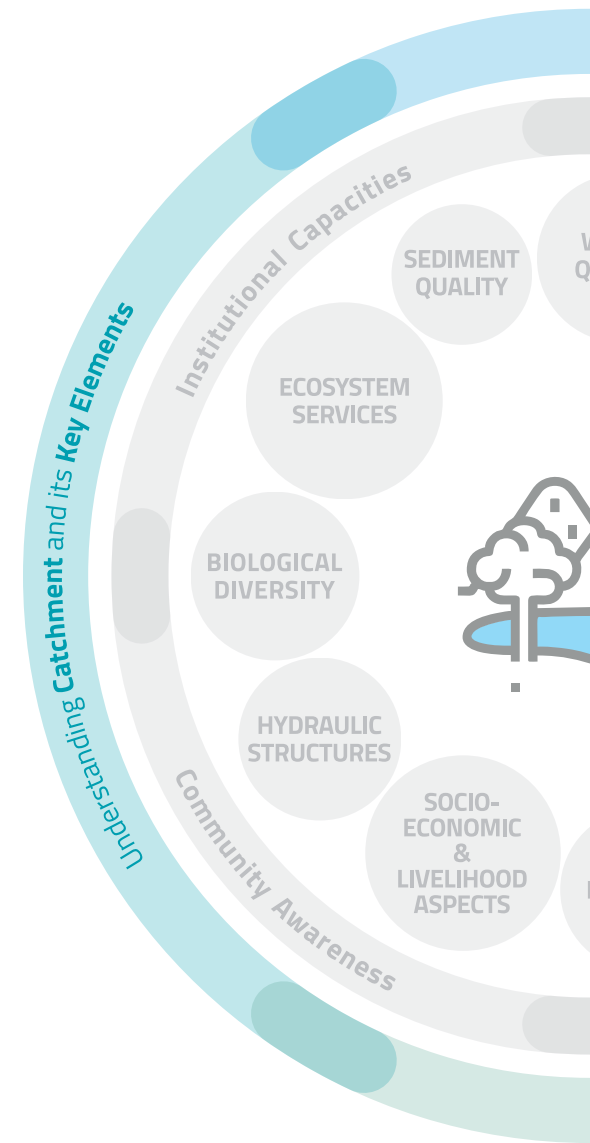 Understanding Catchment and its Key Elements
Institutional Capacities
SEDIMENT
QUALITY
ECOSYSTEM
SERVICES
BIOLOGICAL
DIVERSITY
HYDRAULIC
STRUCTURES
SOCIO-
ECONOMIC
&
LIVELIHOOD
ASPECTS
Community Awareness